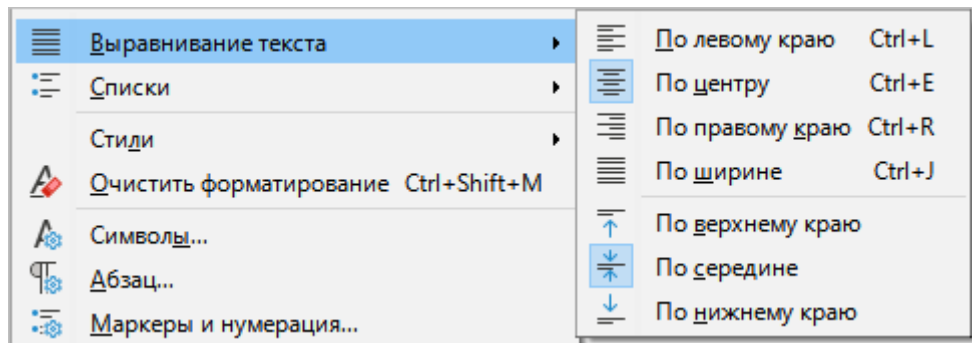 Выравнивание текста
Списки
Стили
Очистить форматирование Ctrl+Shift+M
Символы...
Абзац...
Маркеры и нумерация...
По левому краю Ctrl+L
По центру Ctrl+E
По правому краю Ctrl+R
По ширине Ctrl+J
По верхнему краю
По середине
По нижнему краю